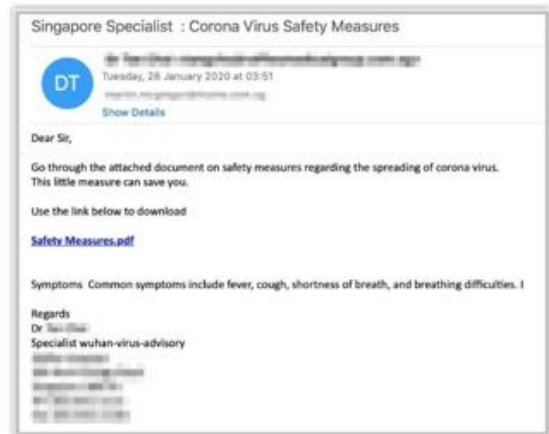 Singapore Specialist : Corona Virus Safety Measures
DT
Tuesday, 28 January 2020 at 03:51
Show Details
Dear Sir,
Go through the attached document on safety measures regarding the spreading of corona virus.
This little measure can save you.
Use the link below to download
Safety Measures.pdf
Symptoms Common symptoms include fever, cough, shortness of breath, and breathing difficulties. I
Regards
Dr
Specialist wuhan-virus-advisory